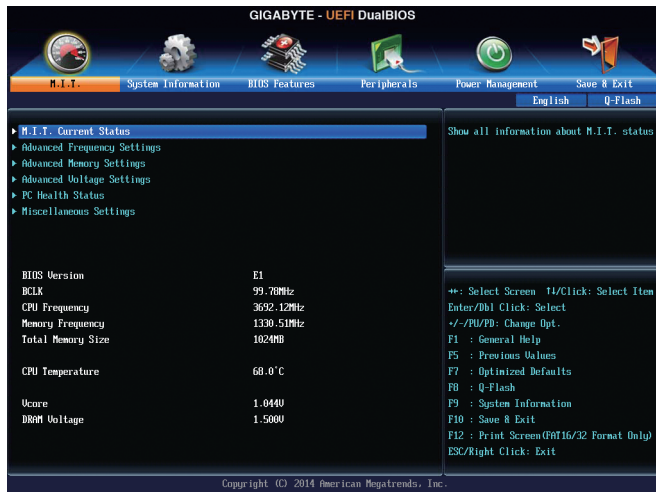 GIGABYTE - UEFI DualBIOS
M.I.T.
System Information
BIOS Features
Peripherals
Power Management
Save & Exit
English
Q-Flash
M.I.T. Current Status
Advanced Frequency Settings
Advanced Memory Settings
Advanced Voltage Settings
PC Health Status
Miscellaneous Settings
BIOS Version E1
BCLK 99.78MHz
CPU Frequency 3692.12MHz
Memory Frequency 1330.51MHz
Total Memory Size 1024MB
CPU Temperature 68.0°C
Vcore 1.044V
DRAM Voltage 1.500V
Show all information about M.I.T. status
→←: Select Screen ↑↓/Click: Select Item
Enter/Dbl Click: Select
+/-/PU/PD: Change Opt.
F1 : General Help
F5 : Previous Values
F7 : Optimized Defaults
F8 : Q-Flash
F9 : System Information
F10 : Save & Exit
F12 : Print Screen(FAT16/32 Format Only)
ESC/Right Click: Exit
Copyright (C) 2014 American Megatrends, Inc.